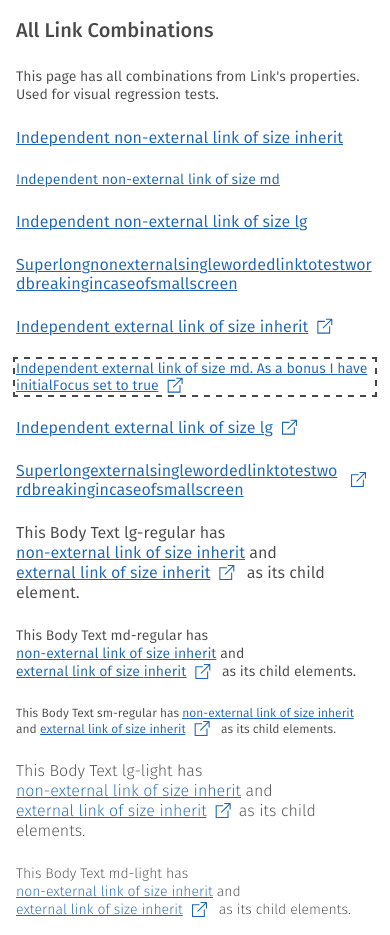 All Link Combinations
This page has all combinations from Link's properties.
Used for visual regression tests.
Independent non-external link of size inherit
Independent non-external link of size md
Independent non-external link of size lg
Superlongnonexternalsinglewordedlinktotestwor
dbreakingincaseofsmallscreen
Independent external link of size inherit
Independent external link of size md. As a bonus I have
initialFocus set to true
Independent external link of size lg
Superlongexternalsinglewordedlinktotestwo
rdbreakingincaseofsmallscreen
This Body Text lg-regular has
non-external link of size inherit and
external link of size inherit as its child
element.
This Body Text md-regular has
non-external link of size inherit and
external link of size inherit as its child elements.
This Body Text sm-regular has non-external link of size inherit
and external link of size inherit as its child elements.
This Body Text lg-light has
non-external link of size inherit and
external link of size inherit as its child
elements.
This Body Text md-light has
non-external link of size inherit and
external link of size inherit as its child elements.